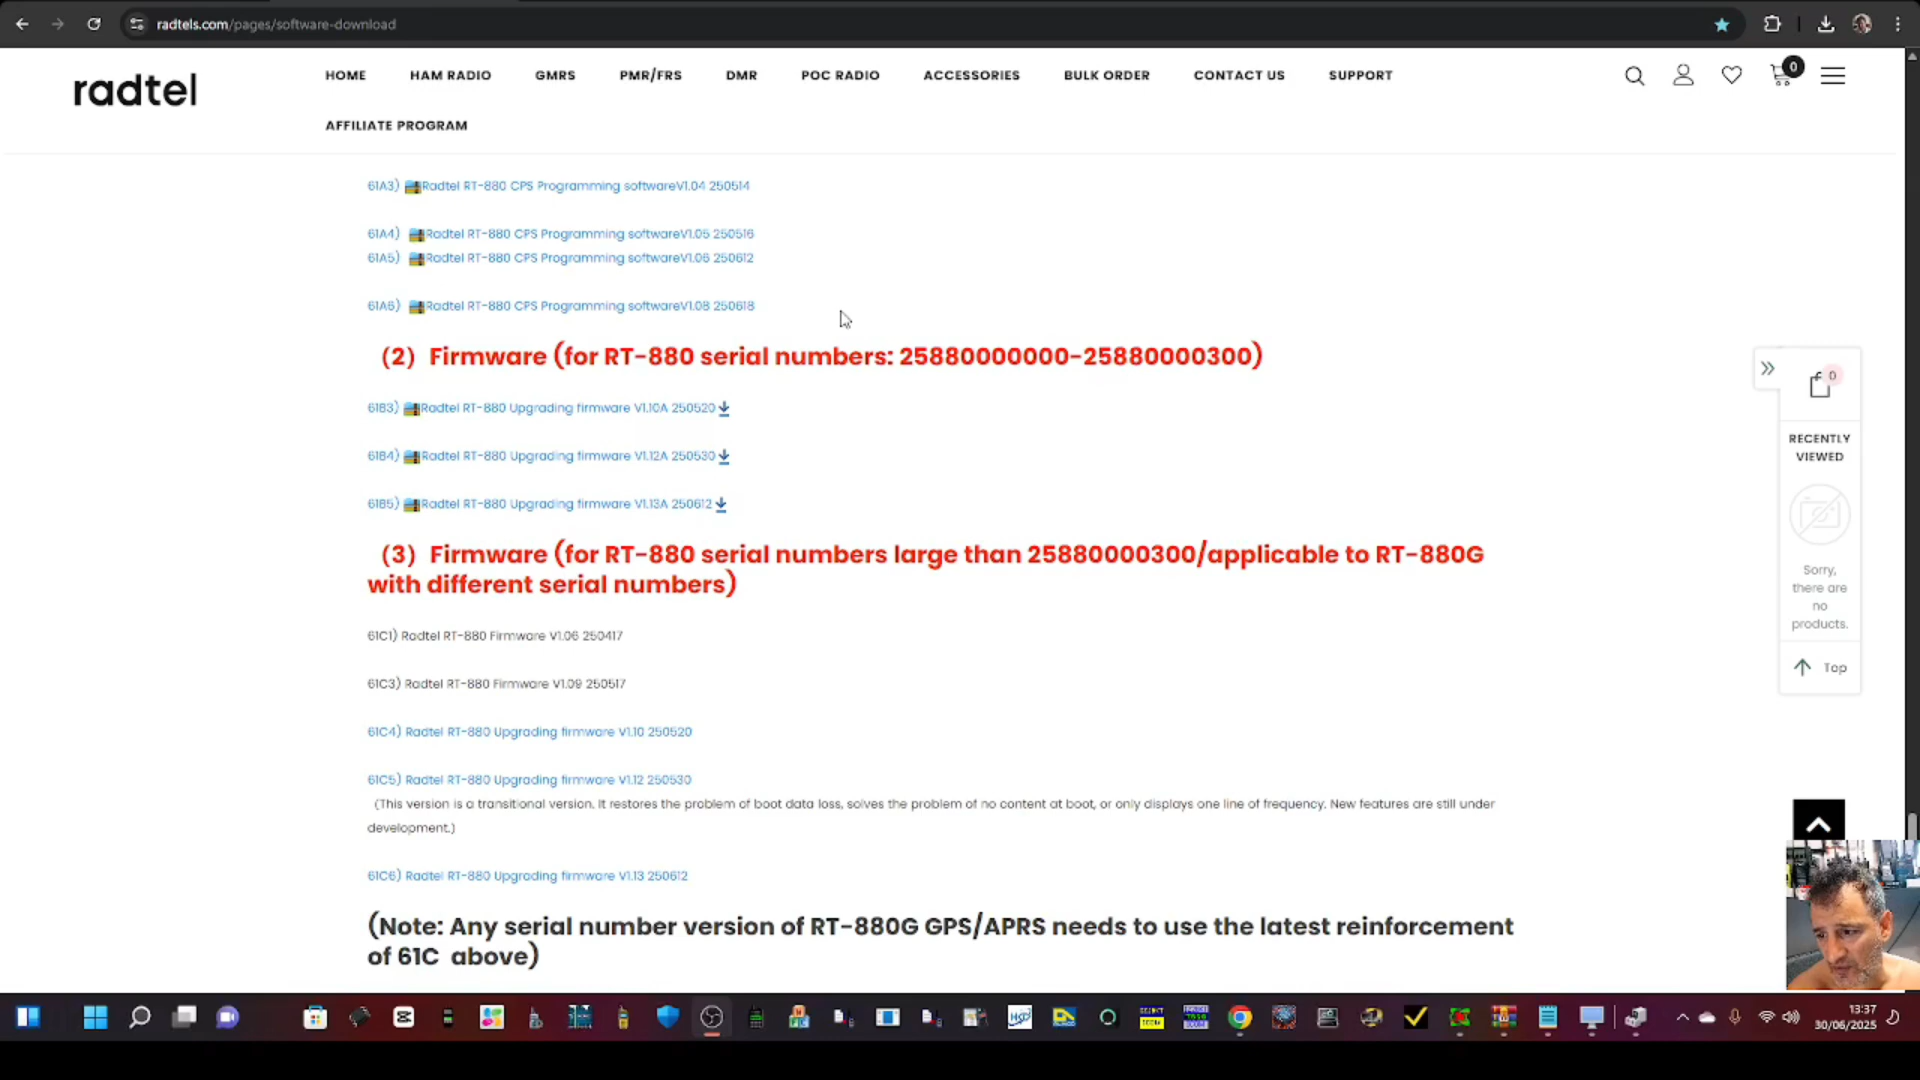 radtels.com/pages/software-download
radtel
HOME
HAM RADIO
GMRS
PMR/FRS
DMR
POC RADIO
ACCESSORIES
BULK ORDER
CONTACT US
SUPPORT
0
AFFILIATE PROGRAM
61A3) Radtel RT-880 CPS Programming softwareV1.04 250514
61A4) Radtel RT-880 CPS Programming softwareV1.05 250516
61A5) Radtel RT-880 CPS Programming softwareV1.06 250612
61A6) Radtel RT-880 CPS Programming softwareV1.08 250618
（2）Firmware (for RT-880 serial numbers: 25880000000-25880000300)
61B3) Radtel RT-880 Upgrading firmware V1.10A 250520
61B4) Radtel RT-880 Upgrading firmware V1.12A 250530
61B5) Radtel RT-880 Upgrading firmware V1.13A 250612
（3）Firmware (for RT-880 serial numbers large than 25880000300/applicable to RT-880G
with different serial numbers)
61C1) Radtel RT-880 Firmware V1.06 250417
61C3) Radtel RT-880 Firmware V1.09 250517
61C4) Radtel RT-880 Upgrading firmware V1.10 250520
61C5) Radtel RT-880 Upgrading firmware V1.12 250530
(This version is a transitional version. It restores the problem of boot data loss, solves the problem of no content at boot, or only displays one line of frequency. New features are still under
development.)
61C6) Radtel RT-880 Upgrading firmware V1.13 250612
(Note: Any serial number version of RT-880G GPS/APRS needs to use the latest reinforcement
of 61C above)
0
RECENTLY
VIEWED
Sorry,
there are
no
products.
Top
13:37
30/06/2025